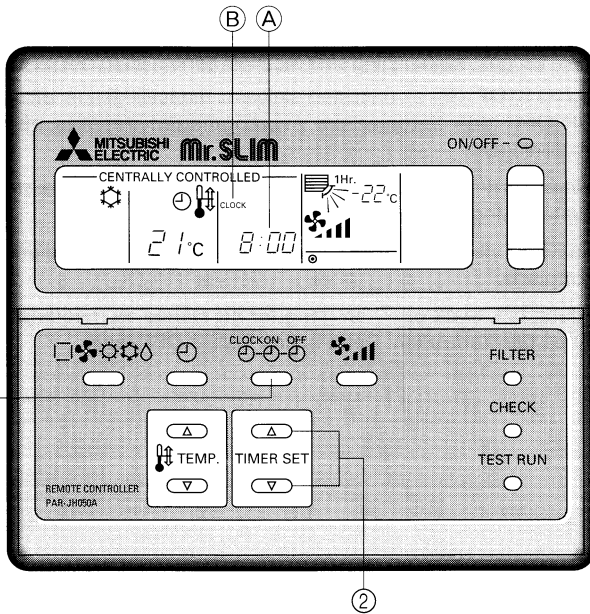 Ⓑ Ⓐ
MITSUBISHI
ELECTRIC
Mr.SLIM
ON/OFF
CENTRALLY CONTROLLED
1Hr.
-22°C
CLOCK
21°C
8:00
CLOCK ON OFF
FILTER
CHECK
TEMP.
TIMER SET
TEST RUN
REMOTE CONTROLLER
PAR-JH050A
②